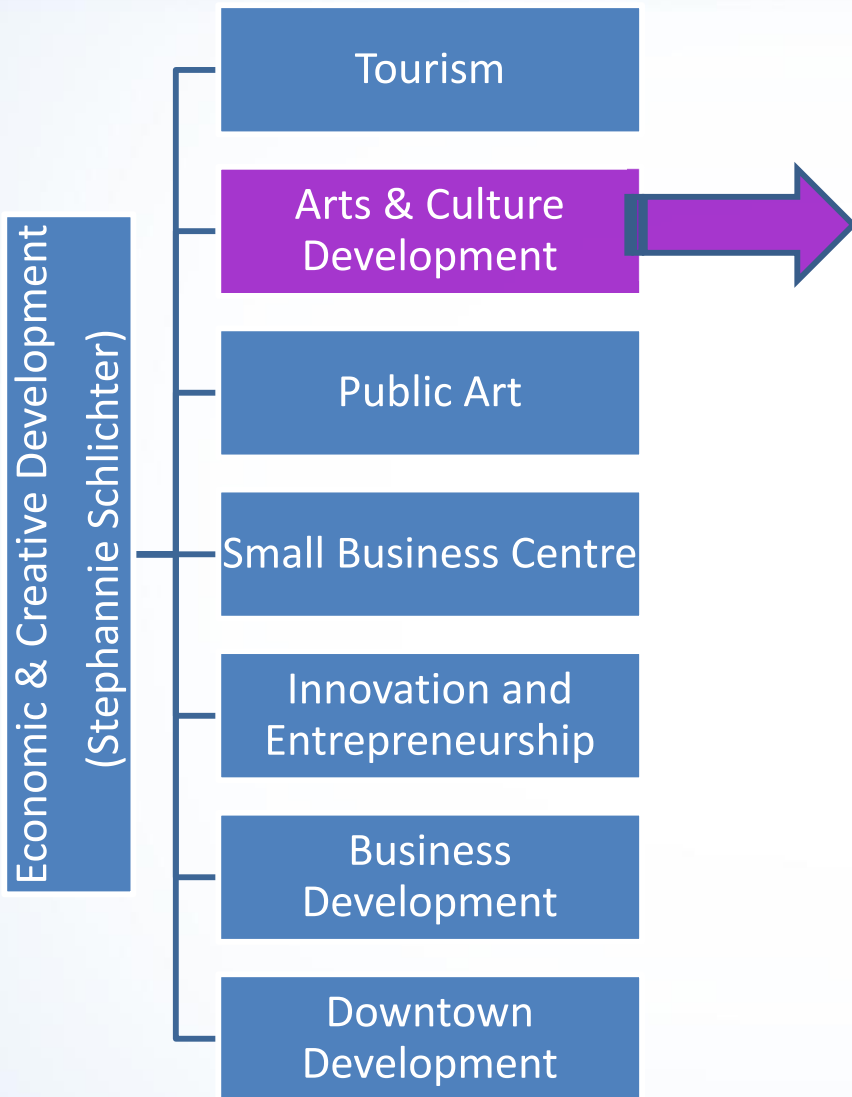 Economic & Creative Development
(Stephannie Schlichter)
Tourism
Arts & Culture
Development
Public Art
Small Business Centre
Innovation and
Entrepreneurship
Business
Development
Downtown
Development